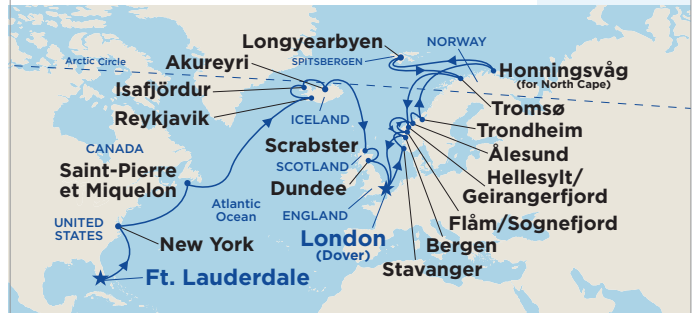 Longyearbyen
SPITSBERGEN
NORWAY
Arctic Circle
Akureyri
Honningsvåg
(for North Cape)
Isafjördur
Reykjavik
ICELAND
Tromsø
Trondheim
CANADA
Scrabster
SCOTLAND
Ålesund
Saint-Pierre
et Miquelon
Dundee
Hellesylt/
Geirangerfjord
Atlantic
Ocean
ENGLAND
Flåm/Sognefjord
UNITED
STATES
New York
London
(Dover)
Bergen
Stavanger
Ft. Lauderdale